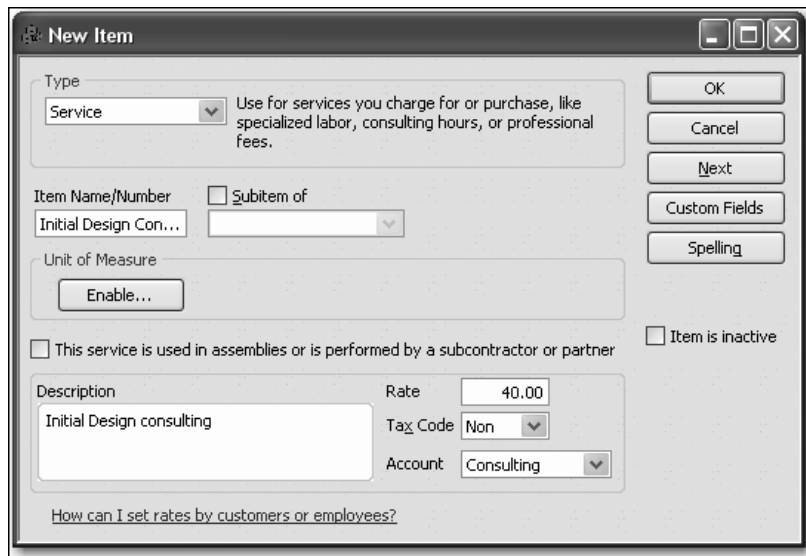 New Item
Type
Service
Use for services you charge for or purchase, like
specialized labor, consulting hours, or professional
fees.
OK
Cancel
Next
Custom Fields
Spelling
Item Name/Number
Subitem of
Initial Design Con...
Unit of Measure
Enable...
Item is inactive
This service is used in assemblies or is performed by a subcontractor or partner
Description
Initial Design consulting
Rate
40.00
Tax Code
Non
Account
Consulting
How can I set rates by customers or employees?